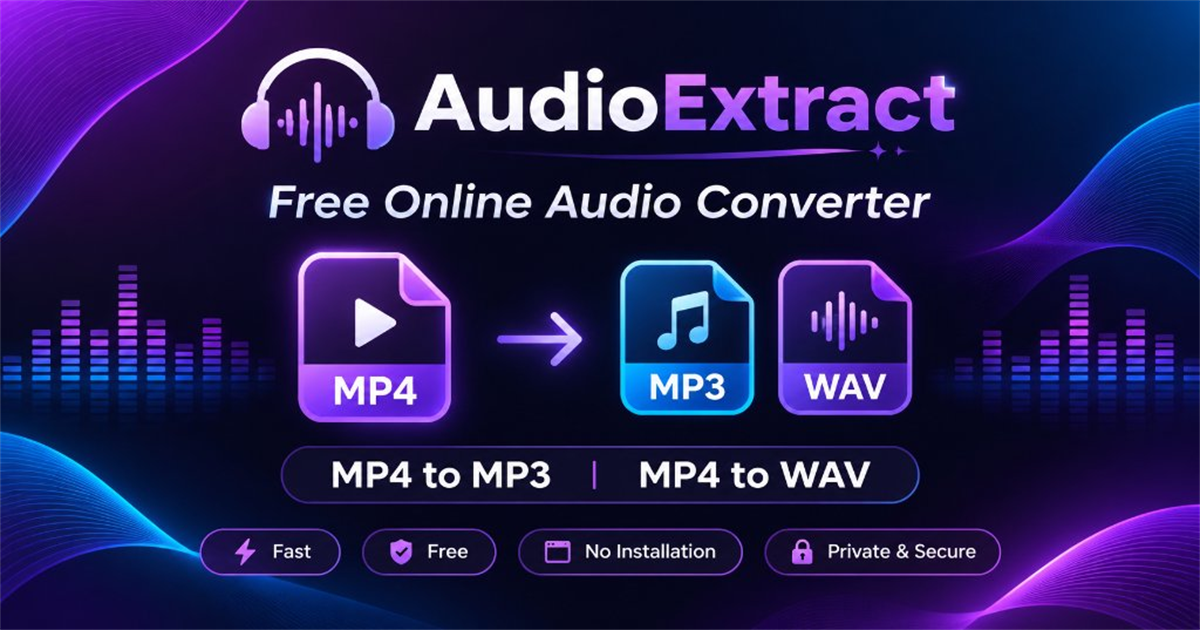 AudioExtract
Free Online Audio Converter
MP4
MP3
WAV
MP4 to MP3 | MP4 to WAV
Fast
Free
No Installation
Private & Secure